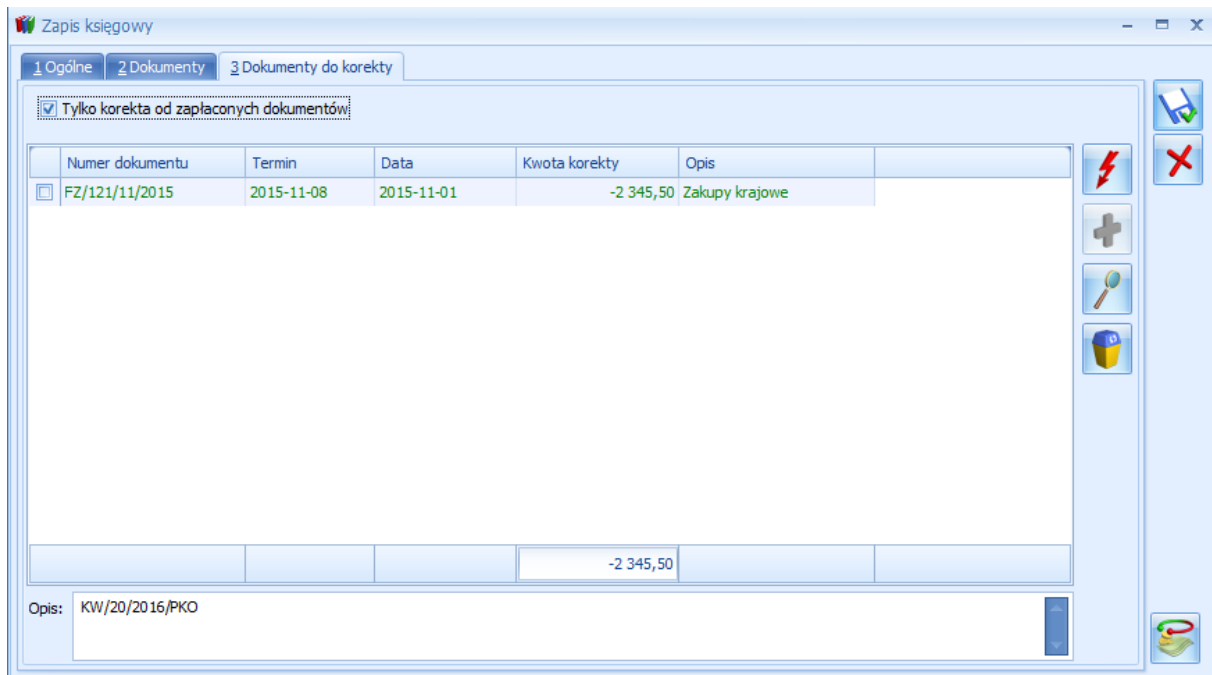 Zapis księgowy
1 Ogólne 2 Dokumenty 3 Dokumenty do korekty
Tylko korekta od zapłaconych dokumentów
Numer dokumentu Termin Data Kwota korekty Opis
FZ/121/11/2015 2015-11-08 2015-11-01 -2 345,50 Zakupy krajowe
-2 345,50
Opis: KW/20/2016/PKO